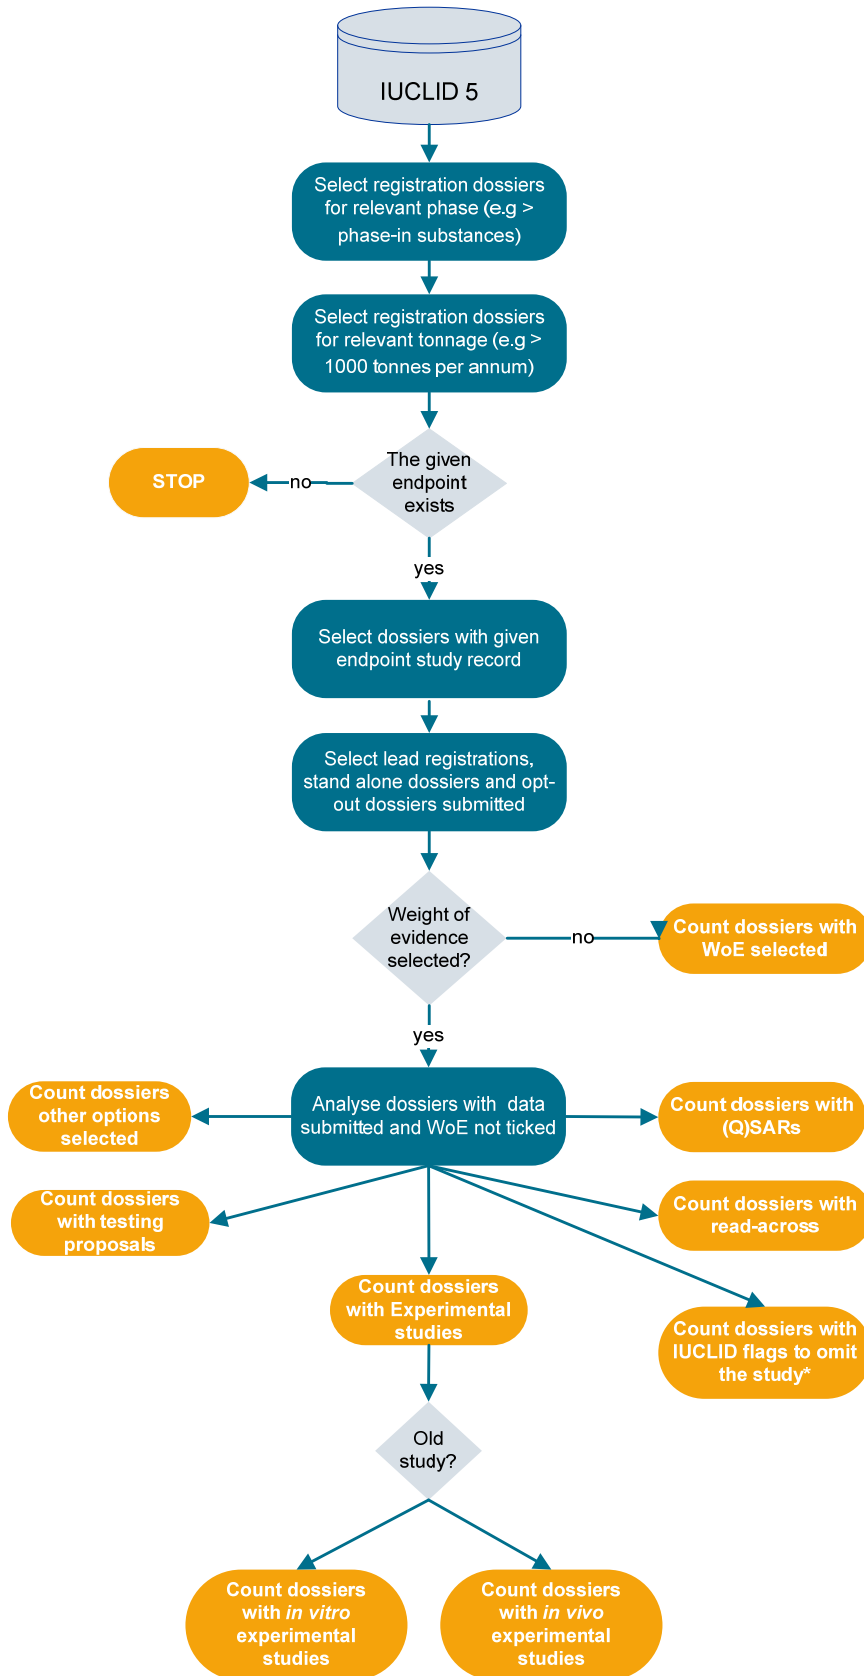 IUCLID 5
Select registration dossiers
for relevant phase (e.g >
phase-in substances)
Select registration dossiers
for relevant tonnage (e.g >
1000 tonnes per annum)
The given
endpoint
exists
no
STOP
yes
Select dossiers with given
endpoint study record
Select lead registrations,
stand alone dossiers and opt-
out dossiers submitted
Weight of
evidence
selected?
no
Count dossiers with
WoE selected
yes
Count dossiers
other options
selected
Analyse dossiers with data
submitted and WoE not ticked
Count dossiers with
(Q)SARs
Count dossiers
with testing
proposals
Count dossiers with
read-across
Count dossiers
with Experimental
studies
Count dossiers with
IUCLID flags to omit
the study*
Old
study?
Count dossiers
with in vitro
experimental
studies
Count dossiers
with in vivo
experimental
studies